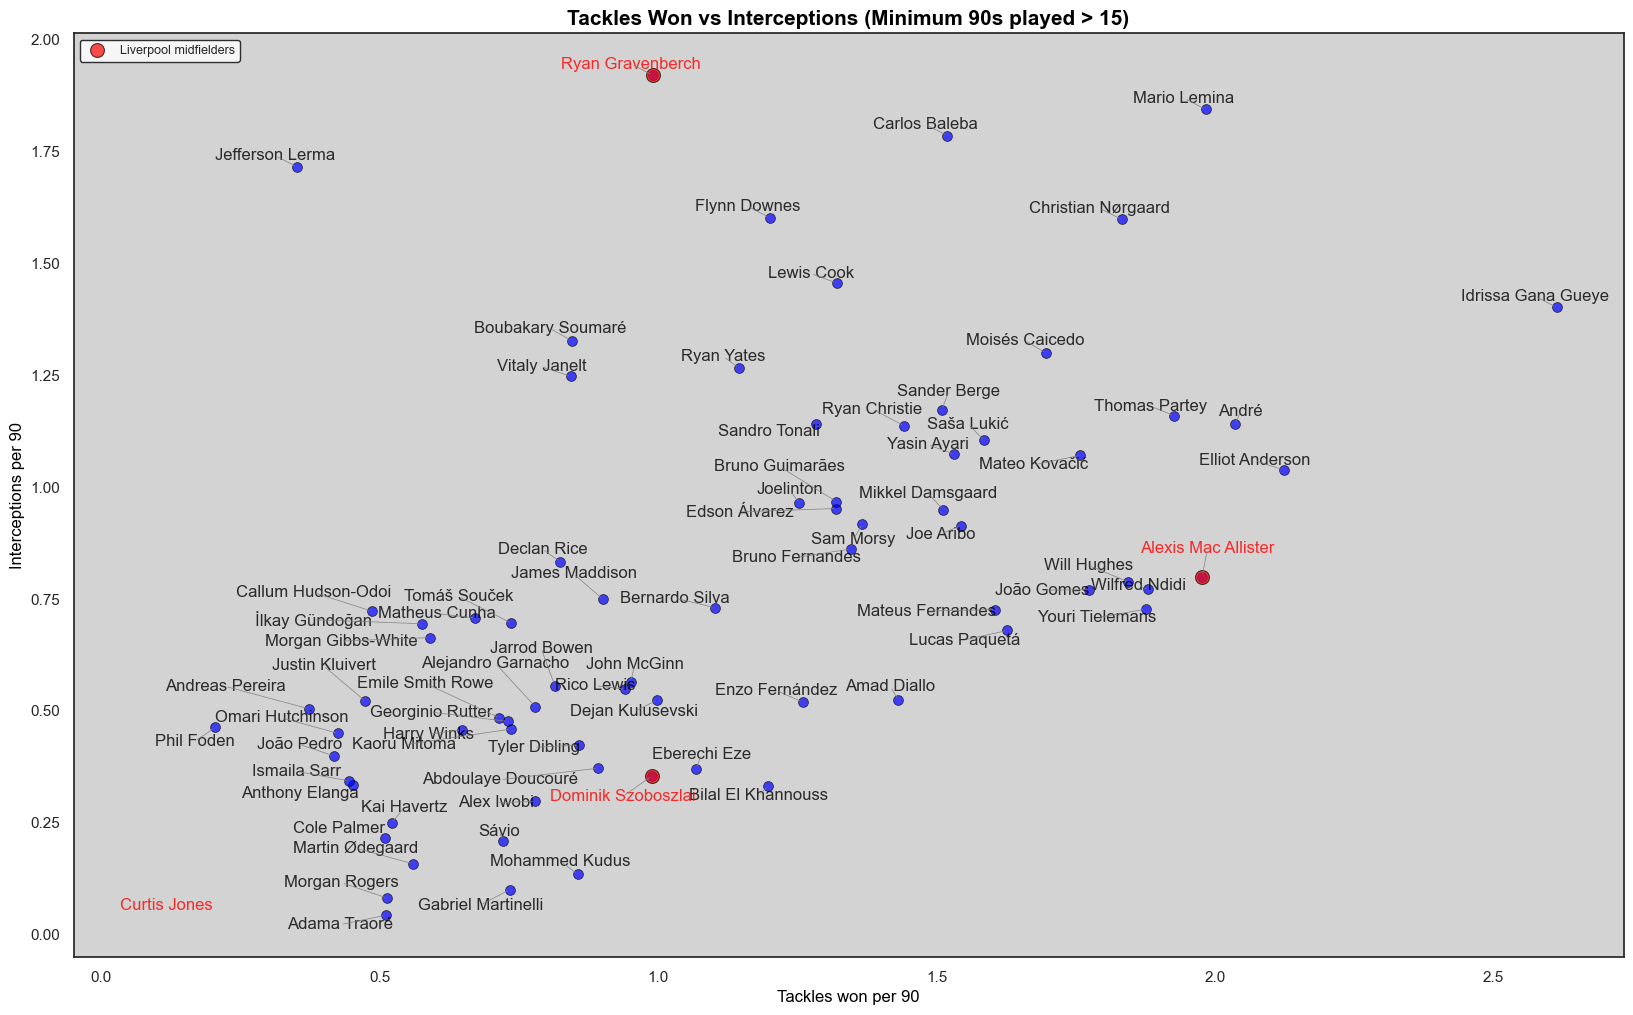 Tackles Won vs Interceptions (Minimum 90s played > 15)
2.00
Liverpool midfielders
Ryan Gravenberch
Mario Lemina
Carlos Baleba
1.75
Jefferson Lerma
Flynn Downes
Christian Nørgaard
1.50
Lewis Cook
Idrissa Gana Gueye
Boubakary Soumaré
Moisés Caicedo
1.25
Vitaly Janelt
Ryan Yates
Sander Berge
Ryan Christie
Thomas Partey
André
Saša Lukić
Sandro Tonali
Yasin Ayari
Interceptions per 90
Bruno Guimarães
Mateo Kovačić
Elliot Anderson
1.00
Joelinton
Mikkel Damsgaard
Edson Álvarez
Sam Morsy
Joe Aribo
Declan Rice
Bruno Fernandes
Alexis Mac Allister
James Maddison
Will Hughes
Callum Hudson-Odoi
Tomáš Souček
João Gomes
Wilfred Ndidi
0.75
Bernardo Silva
İlkay Gündoğan
Matheus Cunha
Mateus Fernandes
Youri Tielemans
Morgan Gibbs-White
Lucas Paquetá
Jarrod Bowen
Justin Kluivert
Alejandro Garnacho
John McGinn
Andreas Pereira
Emile Smith Rowe
Rico Lewis
Enzo Fernández
Amad Diallo
0.50
Omari Hutchinson
Georginio Rutter
Dejan Kulusevski
Phil Foden
João Pedro
Kaoru Mitoma
Harry Winks
Tyler Dibling
Eberechi Eze
Ismaila Sarr
Abdoulaye Doucouré
Anthony Elanga
Alex Iwobi
Dominik Szoboszlai
Bilal El Khannouss
Kai Havertz
0.25
Cole Palmer
Sávio
Martin Ødegaard
Mohammed Kudus
Morgan Rogers
Curtis Jones
Gabriel Martinelli
Adama Traoré
0.00
0.0
0.5
1.0
1.5
2.0
2.5
Tackles won per 90